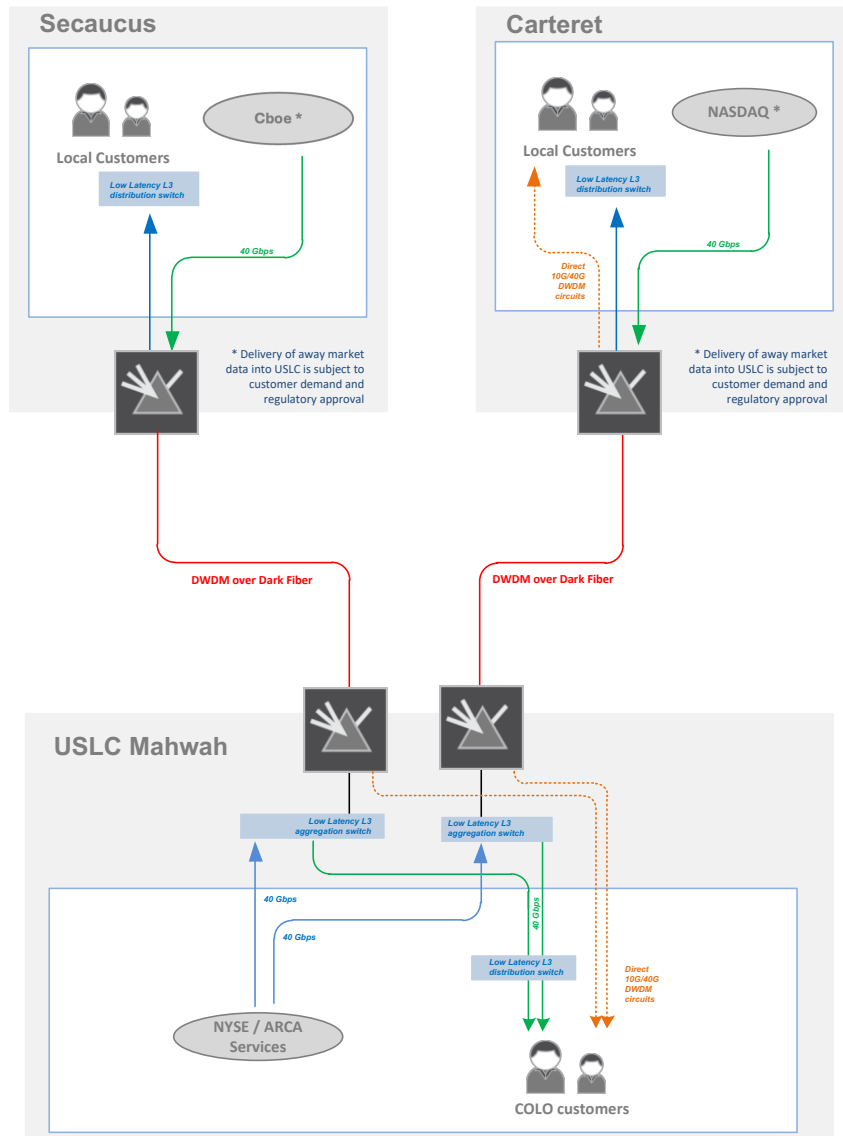 Secaucus
Cboe *
Local Customers
Low Latency L3
distribution switch
40 Gbps
* Delivery of away market
data into USLC is subject to
customer demand and
regulatory approval
Carteret
NASDAQ *
Local Customers
Low Latency L3
distribution switch
40 Gbps
Direct
10G/40G
DWDM
circuits
* Delivery of away market
data into USLC is subject to
customer demand and
regulatory approval
DWDM over Dark Fiber
DWDM over Dark Fiber
USLC Mahwah
Low Latency L3
aggregation switch
Low Latency L3
aggregation switch
40 Gbps
40 Gbps
40 Gbps
Low Latency L3
distribution switch
Direct
10G/40G
DWDM
circuits
NYSE / ARCA
Services
COLO customers